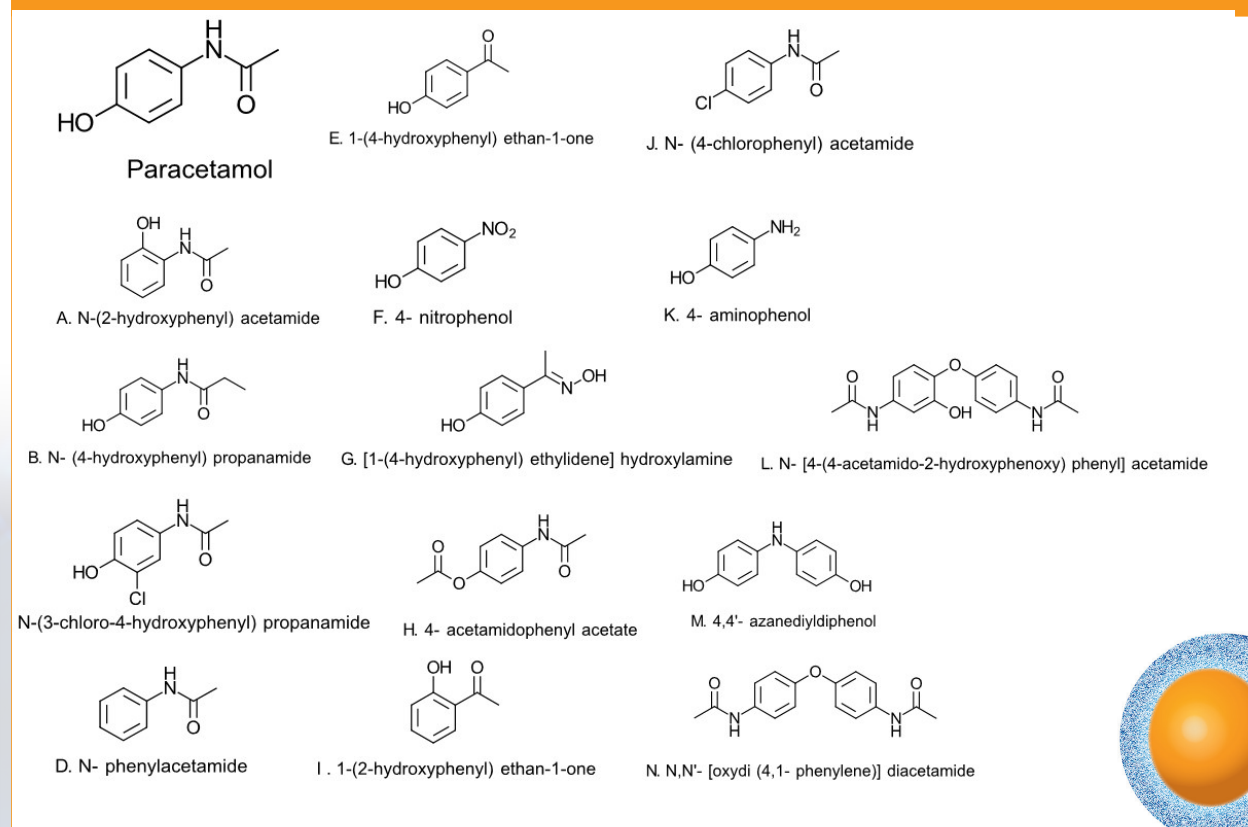 Paracetamol
HO
H
N
O
E. 1-(4-hydroxyphenyl) ethan-1-one
O
HO
J. N- (4-chlorophenyl) acetamide
H
N
O
Cl
A. N-(2-hydroxyphenyl) acetamide
OH
H
N
O
F. 4- nitrophenol
NO2
HO
K. 4- aminophenol
NH2
HO
B. N- (4-hydroxyphenyl) propanamide
H
N
O
HO
G. [1-(4-hydroxyphenyl) ethylidene] hydroxylamine
N
OH
HO
L. N- [4-(4-acetamido-2-hydroxyphenoxy) phenyl] acetamide
O
O
O
N
H
OH
N
H
N-(3-chloro-4-hydroxyphenyl) propanamide
H
N
O
HO
Cl
H. 4- acetamidophenyl acetate
H
N
O
O
O
M. 4,4'- azanediyldiphenol
H
N
HO
OH
D. N- phenylacetamide
H
N
O
I . 1-(2-hydroxyphenyl) ethan-1-one
OH
O
N. N,N'- [oxydi (4,1- phenylene)] diacetamide
O
O
O
N
H
N
H